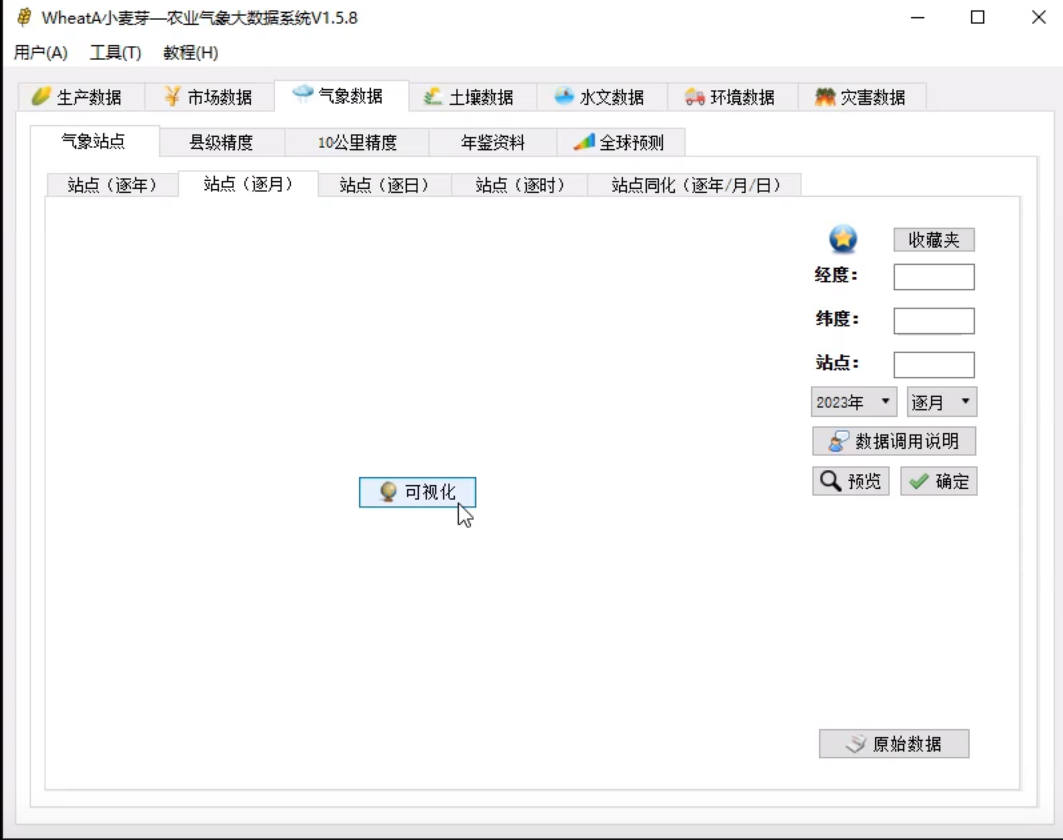 WheatA小麦芽—农业气象大数据系统V1.5.8
用户(A) 工具(T) 教程(H)
生产数据 市场数据 气象数据 土壤数据 水文数据 环境数据 灾害数据
气象站点 县级精度 10公里精度 年鉴资料 全球预测
站点（逐年） 站点（逐月） 站点（逐日） 站点（逐时） 站点同化（逐年/月/日）
收藏夹
经度：
纬度：
站点：
2023年 逐月
数据调用说明
预览 确定
可视化
原始数据